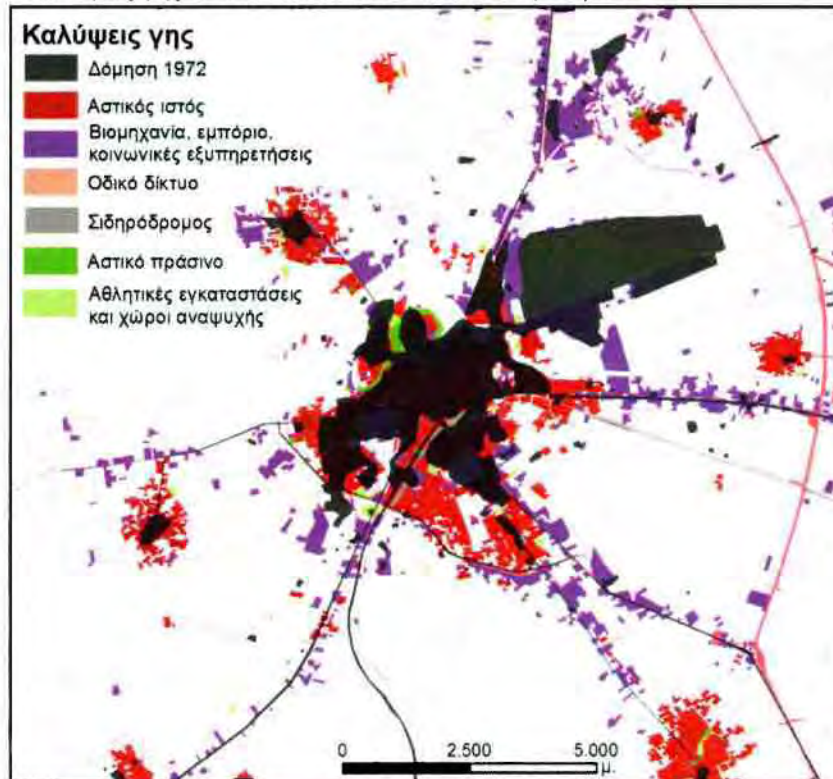 Καλύψεις γης
Δόμηση 1972
Αστικός ιστός
Βιομηχανία, εμπόριο,
κοινωνικές εξυπηρετήσεις
Οδικό δίκτυο
Σιδηρόδρομος
Αστικό πράσινο
Αθλητικές εγκαταστάσεις
και χώροι αναψυχής
0 2.500 5.000
μ.